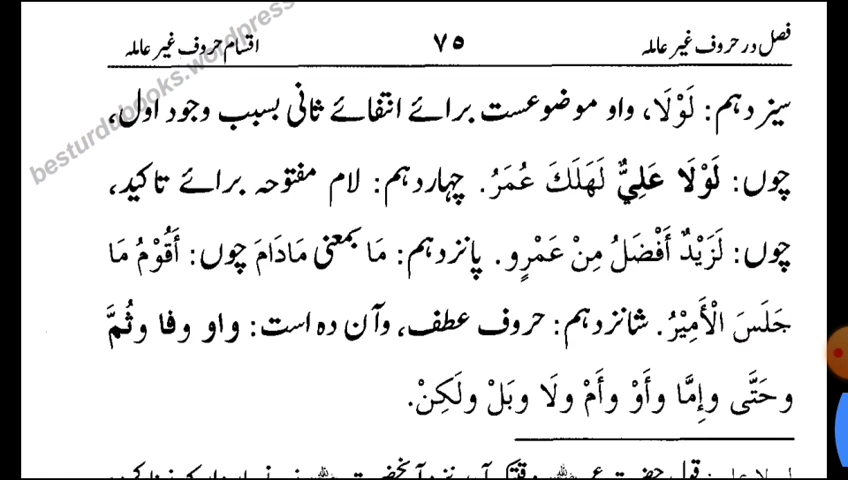 فصل در حروف غیر عاملہ ۷۵ اقسام حروف غیر عاملہ
besturdubooks.wordpress
سیزدہم: لَوْلَا، واو موضوعست برائے انتفائے ثانی بسبب وجود اول،
چوں: لَوْلَا عَلِيٌّ لَهَلَكَ عُمَرُ. چہاردہم: لام مفتوحہ برائے تاکید،
چوں: لَزَيْدٌ أَفْضَلُ مِنْ عَمْرٍو. پانزدہم: مَا بمعنی مَادَامَ چوں: أَقُوْمُ مَا
جَلَسَ الْأَمِيْرُ. شانزدہم: حروف عطف، وآن دہ است: واو وفا وثُمَّ
وحَتَّى وإِمَّا وأَوْ وأَمْ ولَا وبَلْ ولٰكِنْ.